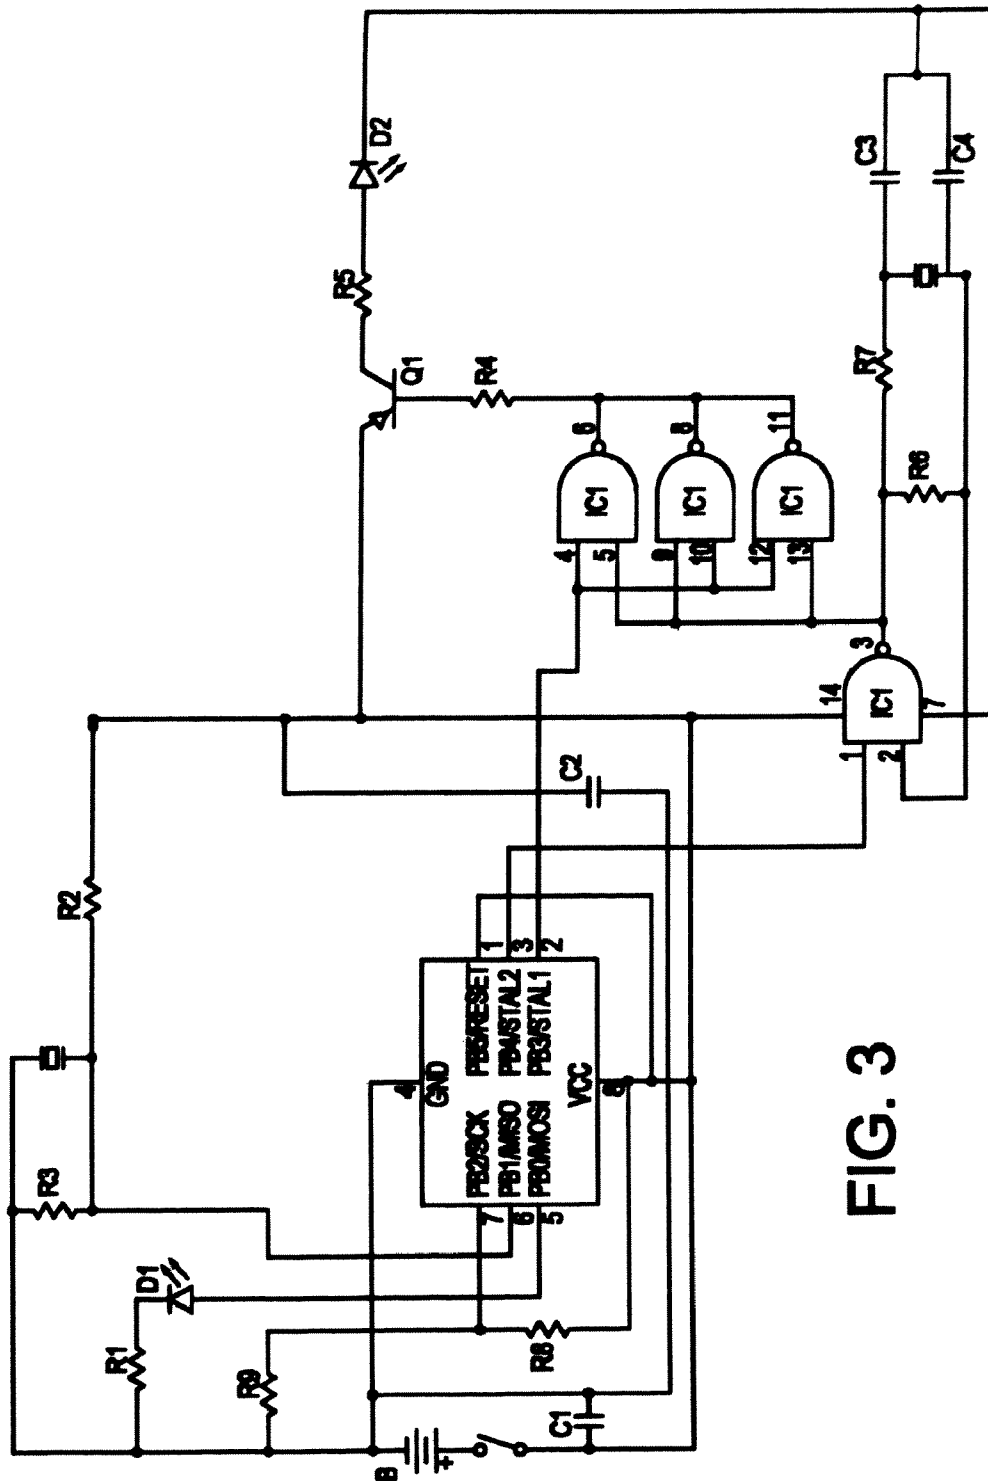 R2
R3
D1
R1
R9
B
+
C1
R8
PB2/SCK
PB1/MISO
PB0/MOSI
7
6
5
4
GND
VCC
8
PB5/RESET
PB4/STAL2
PB3/STAL1
1
3
2
C2
Q1
R5
D2
R4
IC1
4
5
6
IC1
9
10
8
IC1
12
13
11
IC1
1
2
3
14
7
R6
R7
C3
C4
FIG. 3